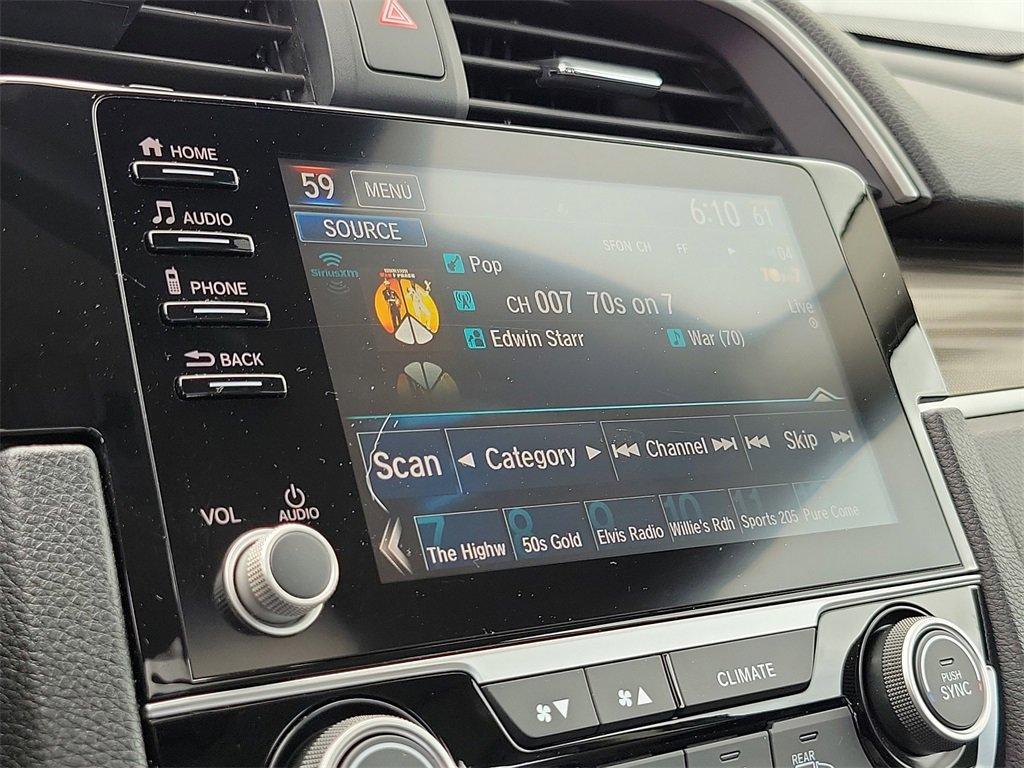 HOME
AUDIO
PHONE
BACK
VOL
AUDIO
59 MENU
6:10 61
SOURCE
SiriusXM
Pop
CH 007 70s on 7
Live
Edwin Starr War (70)
Scan Category Channel Skip
7 8 9 10 11
The Highw 50s Gold Elvis Radio Willie's Rdh Sports 205 Pure Come
CLIMATE
PUSH
SYNC
REAR